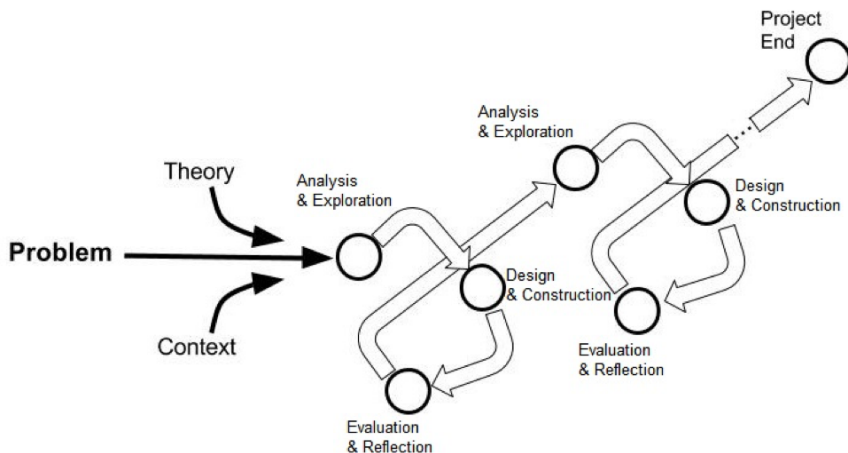 Theory
Problem
Context
Analysis
& Exploration
Design
& Construction
Evaluation
& Reflection
Analysis
& Exploration
Design
& Construction
Evaluation
& Reflection
Project
End